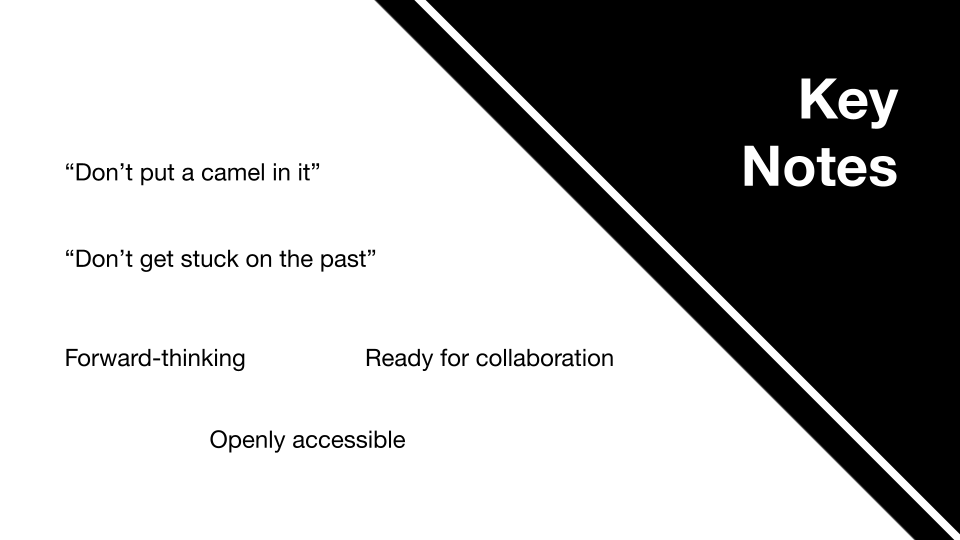 Key
Notes
“Don’t put a camel in it”
“Don’t get stuck on the past”
Forward-thinking
Ready for collaboration
Openly accessible